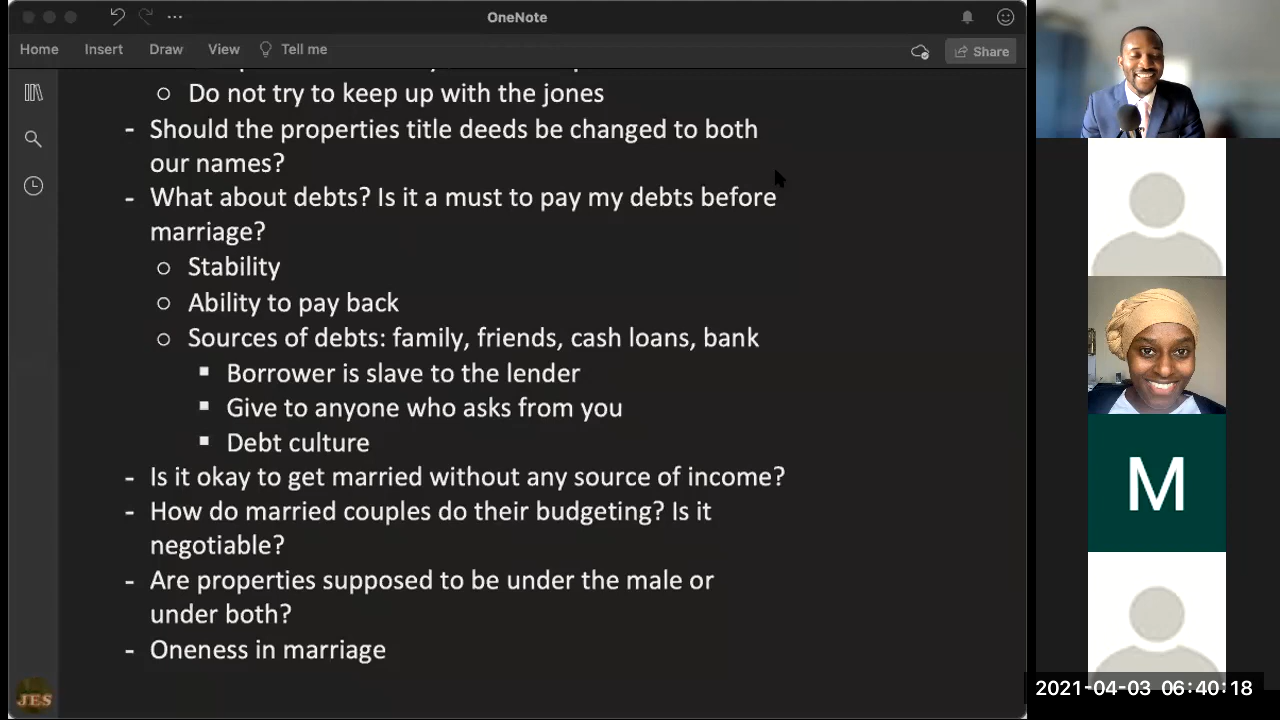 OneNote
Home Insert Draw View Tell me Share
○ Do not try to keep up with the jones
- Should the properties title deeds be changed to both
our names?
- What about debts? Is it a must to pay my debts before
marriage?
○ Stability
○ Ability to pay back
○ Sources of debts: family, friends, cash loans, bank
▪ Borrower is slave to the lender
▪ Give to anyone who asks from you
▪ Debt culture
- Is it okay to get married without any source of income?
- How do married couples do their budgeting? Is it
negotiable?
- Are properties supposed to be under the male or
under both?
- Oneness in marriage
JES
M
2021-04-03 06:40:18